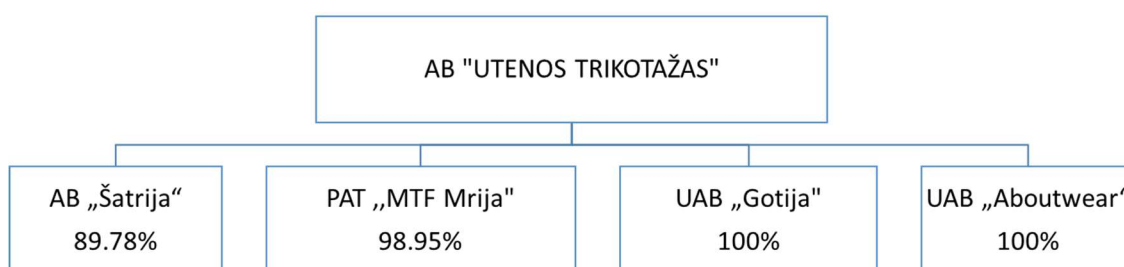 AB "UTENOS TRIKOTAŽAS"
AB „Šatrija“
89.78%
PAT ,,MTF Mrija"
98.95%
UAB „Gotija"
100%
UAB „Aboutwear“
100%